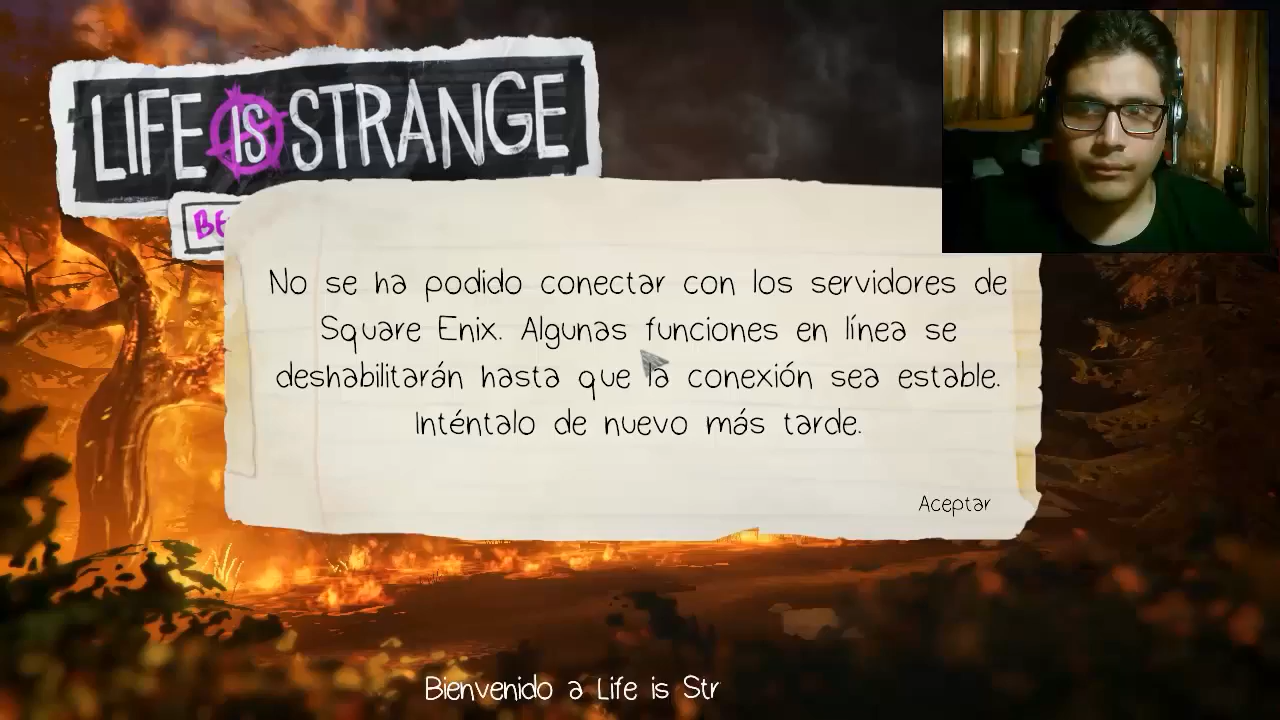 LIFE IS STRANGE
BE
No se ha podido conectar con los servidores de
Square Enix. Algunas funciones en línea se
deshabilitarán hasta que la conexión sea estable.
Inténtalo de nuevo más tarde.
Aceptar
Bienvenido a Life is Str